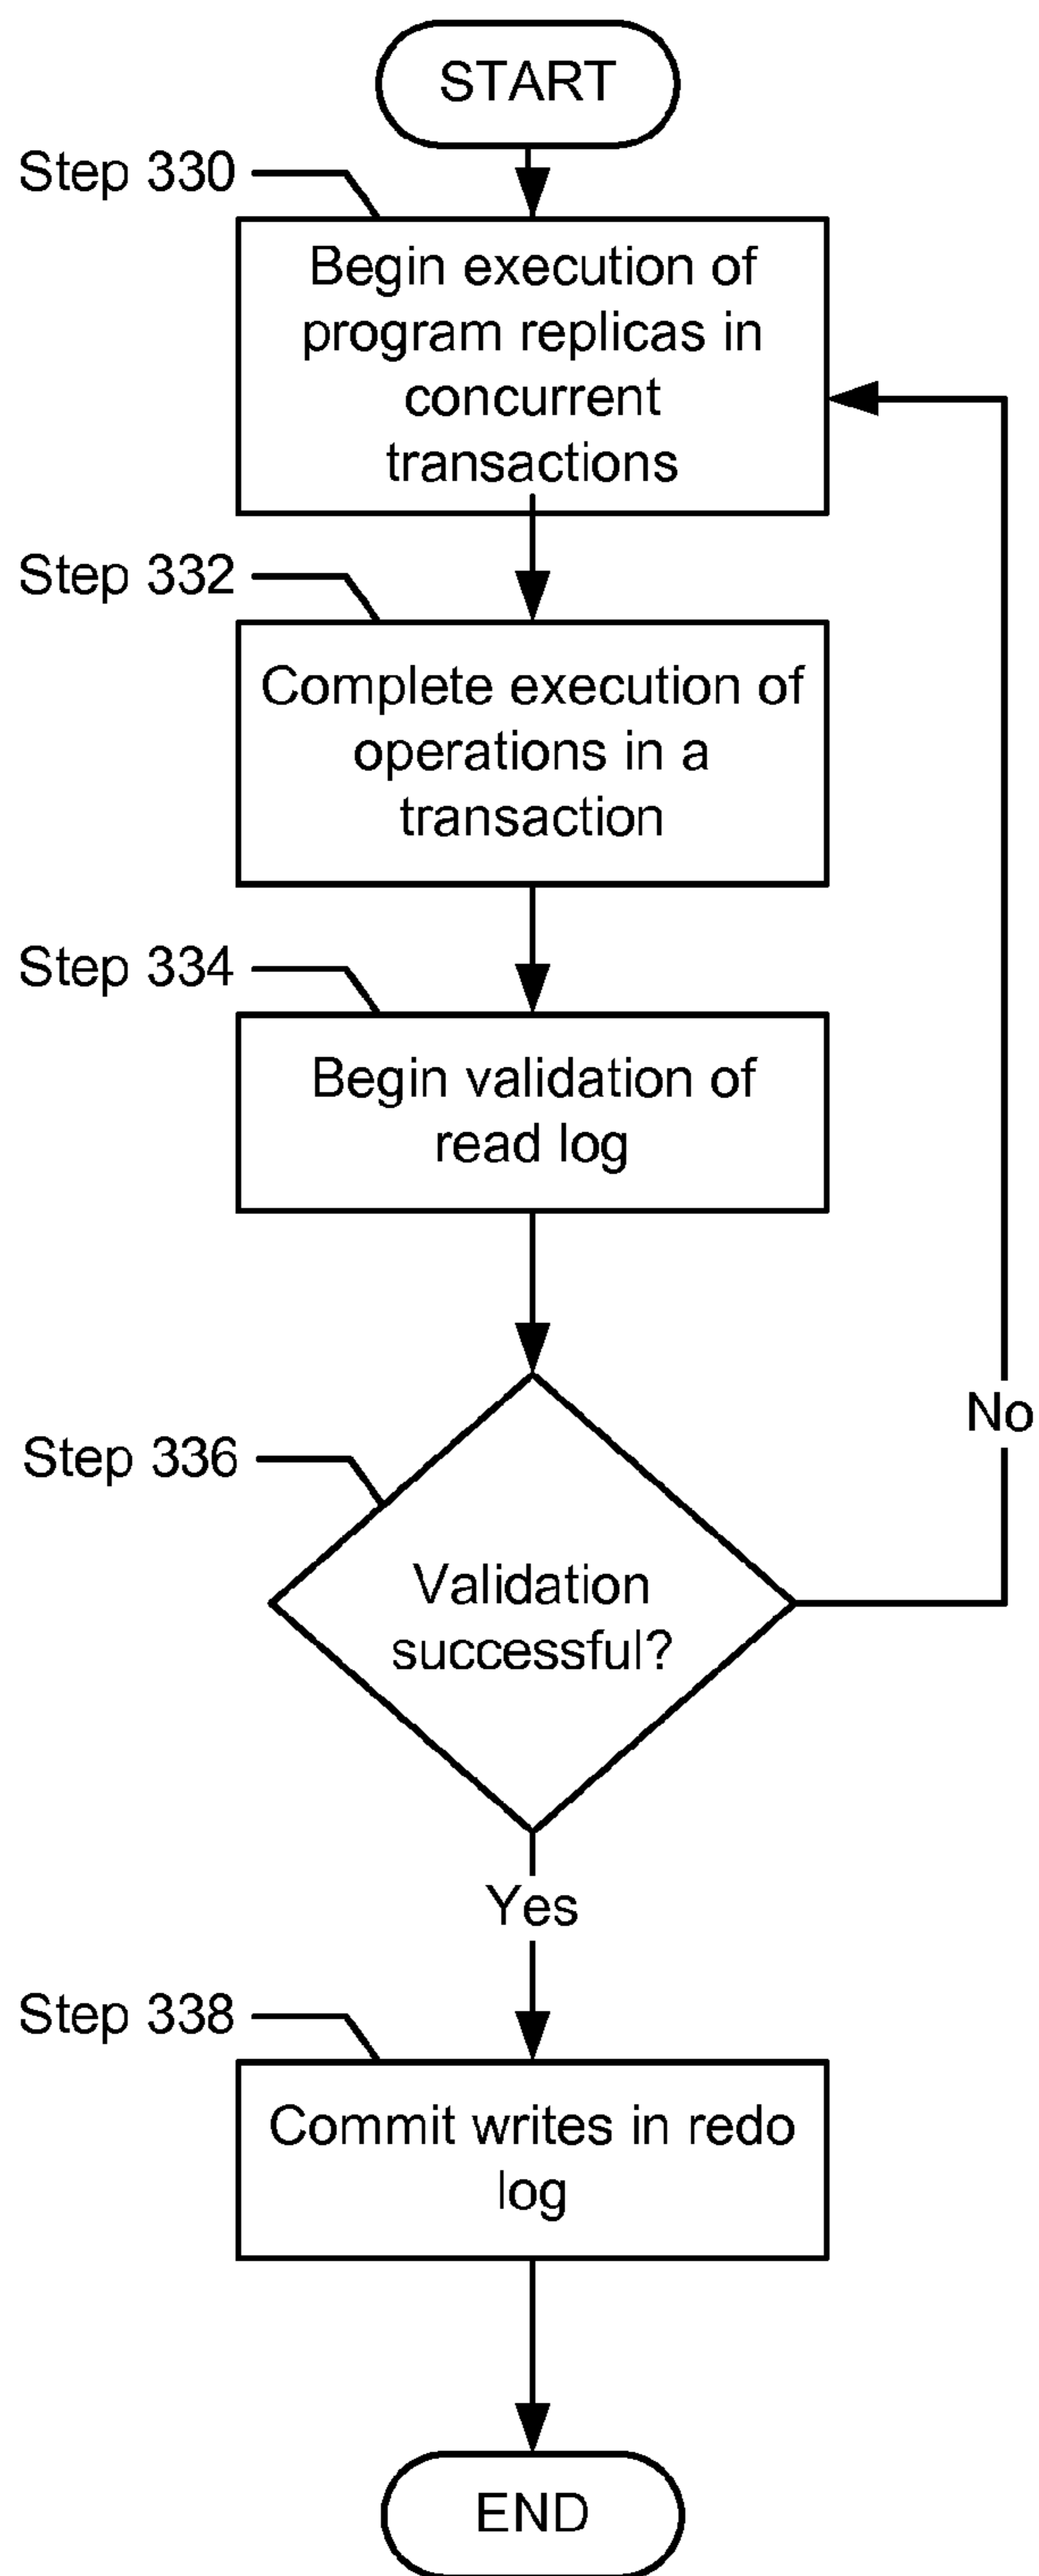 START
Step 330
Begin execution of
program replicas in
concurrent
transactions
Step 332
Complete execution of
operations in a
transaction
Step 334
Begin validation of
read log
No
Step 336
Validation
successful?
Yes
Step 338
Commit writes in redo
log
END